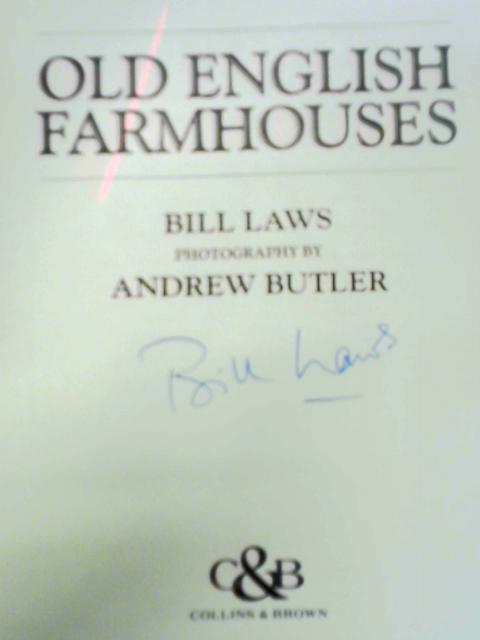 OLD ENGLISH
FARMHOUSES
BILL LAWS
PHOTOGRAPHY BY
ANDREW BUTLER
Bill Laws
C&B
COLLINS & BROWN